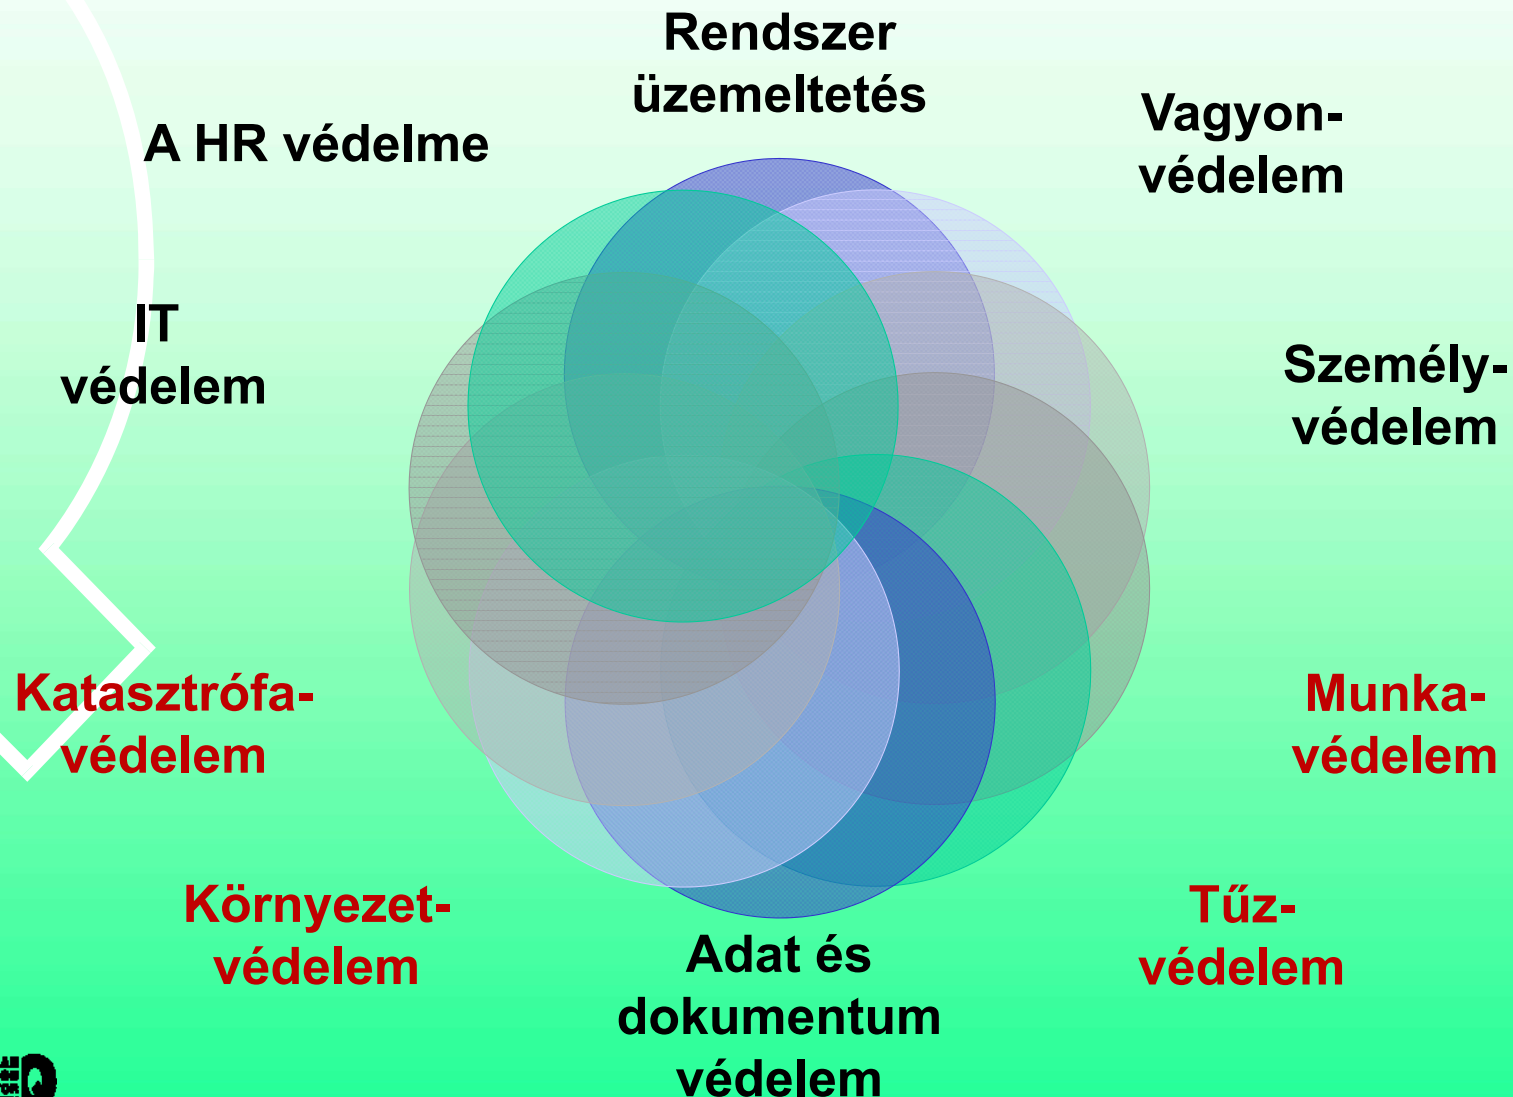 Rendszer
üzemeltetés
Vagyon-
védelem
Személy-
védelem
Munka-
védelem
Tűz-
védelem
Adat és
dokumentum
védelem
Környezet-
védelem
Katasztrófa-
védelem
IT
védelem
A HR védelme